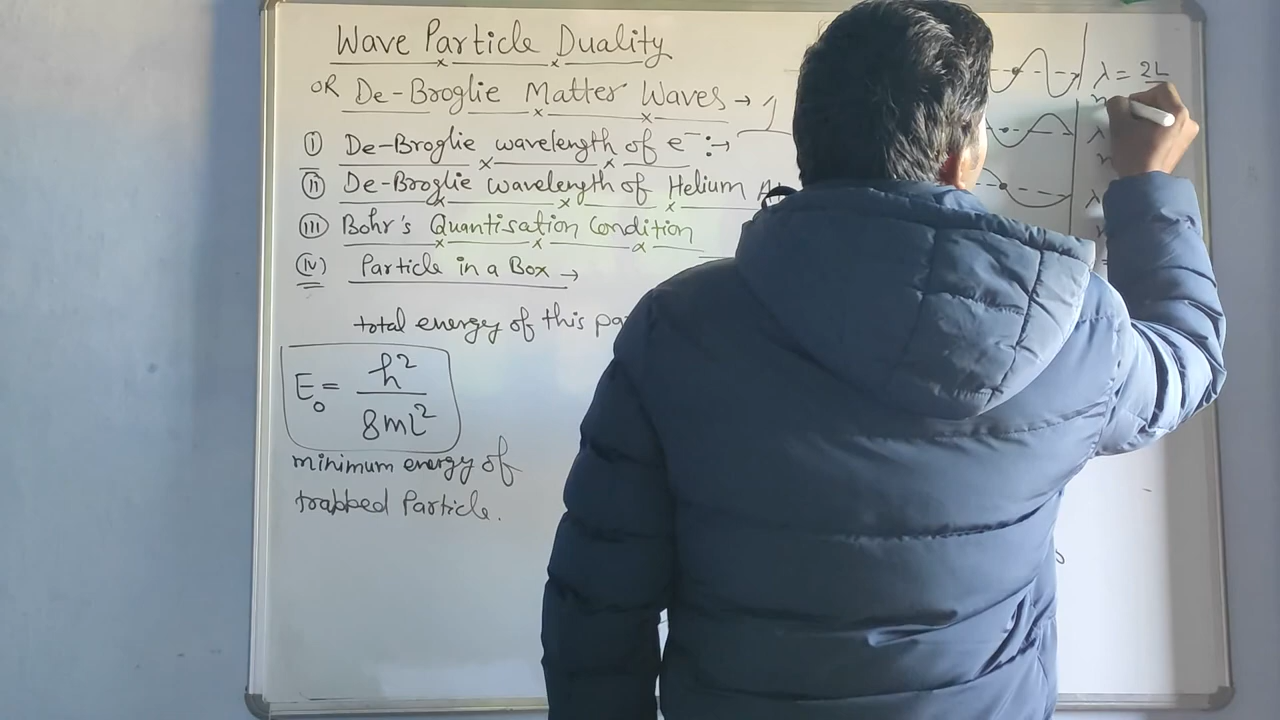 Wave Particle Duality
OR De-Broglie Matter Waves →
(i) De-Broglie wavelength of e⁻ :→
(ii) De-Broglie wavelength of Helium
(iii) Bohr's Quantisation Condition
(iv) Particle in a Box →
total energy of this
E₀ = h² / 8mL²
minimum energy of
trapped Particle.
λ = 2L
λ
λ